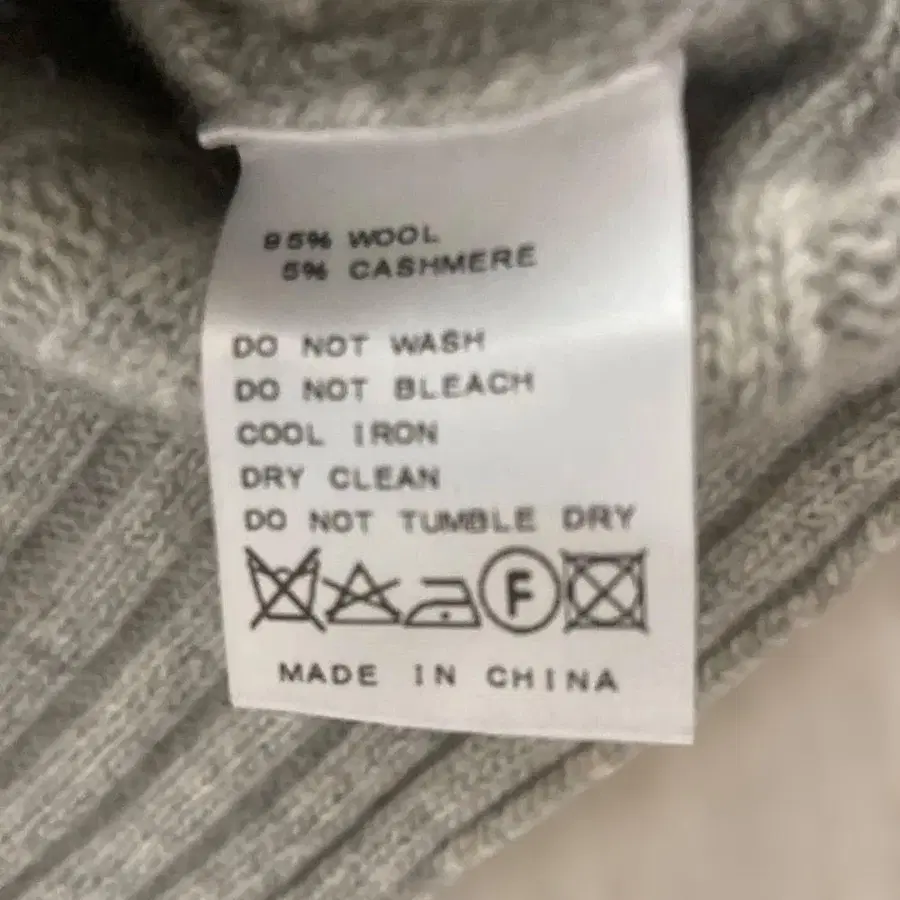 95% WOOL
5% CASHMERE
DO NOT WASH
DO NOT BLEACH
COOL IRON
DRY CLEAN
DO NOT TUMBLE DRY
F
MADE IN CHINA